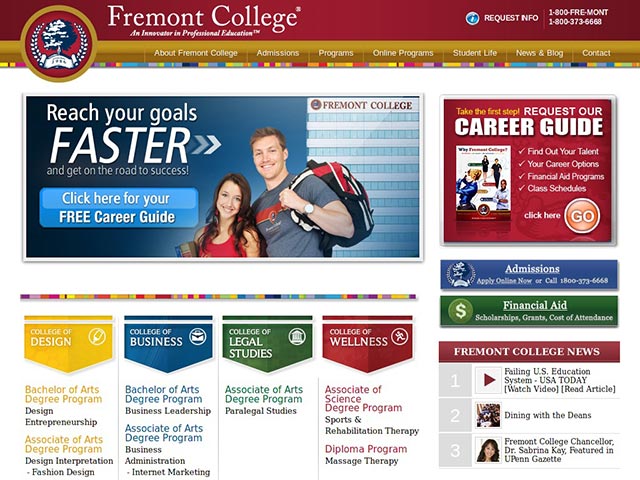 Fremont College®
An Innovator in Professional Education™
REQUEST INFO
1-800-FRE-MONT
1-800-373-6668
About Fremont College
Admissions
Programs
Online Programs
Student Life
News & Blog
Contact
Reach your goals
FASTER
and get on the road to success!
Click here for your
FREE Career Guide
FREMONT COLLEGE
Take the first step! REQUEST OUR
CAREER GUIDE
Why Fremont College?
Find Out Your Talent
Your Career Options
Financial Aid Programs
Class Schedules
click here GO
Admissions
Apply Online Now or Call 1800-373-6668
Financial Aid
Scholarships, Grants, Cost of Attendance
COLLEGE OF
DESIGN
Bachelor of Arts
Degree Program
Design
Entrepreneurship
Associate of Arts
Degree Program
Design Interpretation
- Fashion Design
COLLEGE OF
BUSINESS
Bachelor of Arts
Degree Program
Business Leadership
Associate of Arts
Degree Program
Business
Administration
- Internet Marketing
COLLEGE OF
LEGAL
STUDIES
Associate of Arts
Degree Program
Paralegal Studies
COLLEGE OF
WELLNESS
Associate of
Science
Degree Program
Sports &
Rehabilitation Therapy
Diploma Program
Massage Therapy
FREMONT COLLEGE NEWS
1
Failing U.S. Education
System - USA TODAY
[Watch Video] [Read Article]
2
Dining with the Deans
3
Fremont College Chancellor,
Dr. Sabrina Kay, Featured in
UPenn Gazette